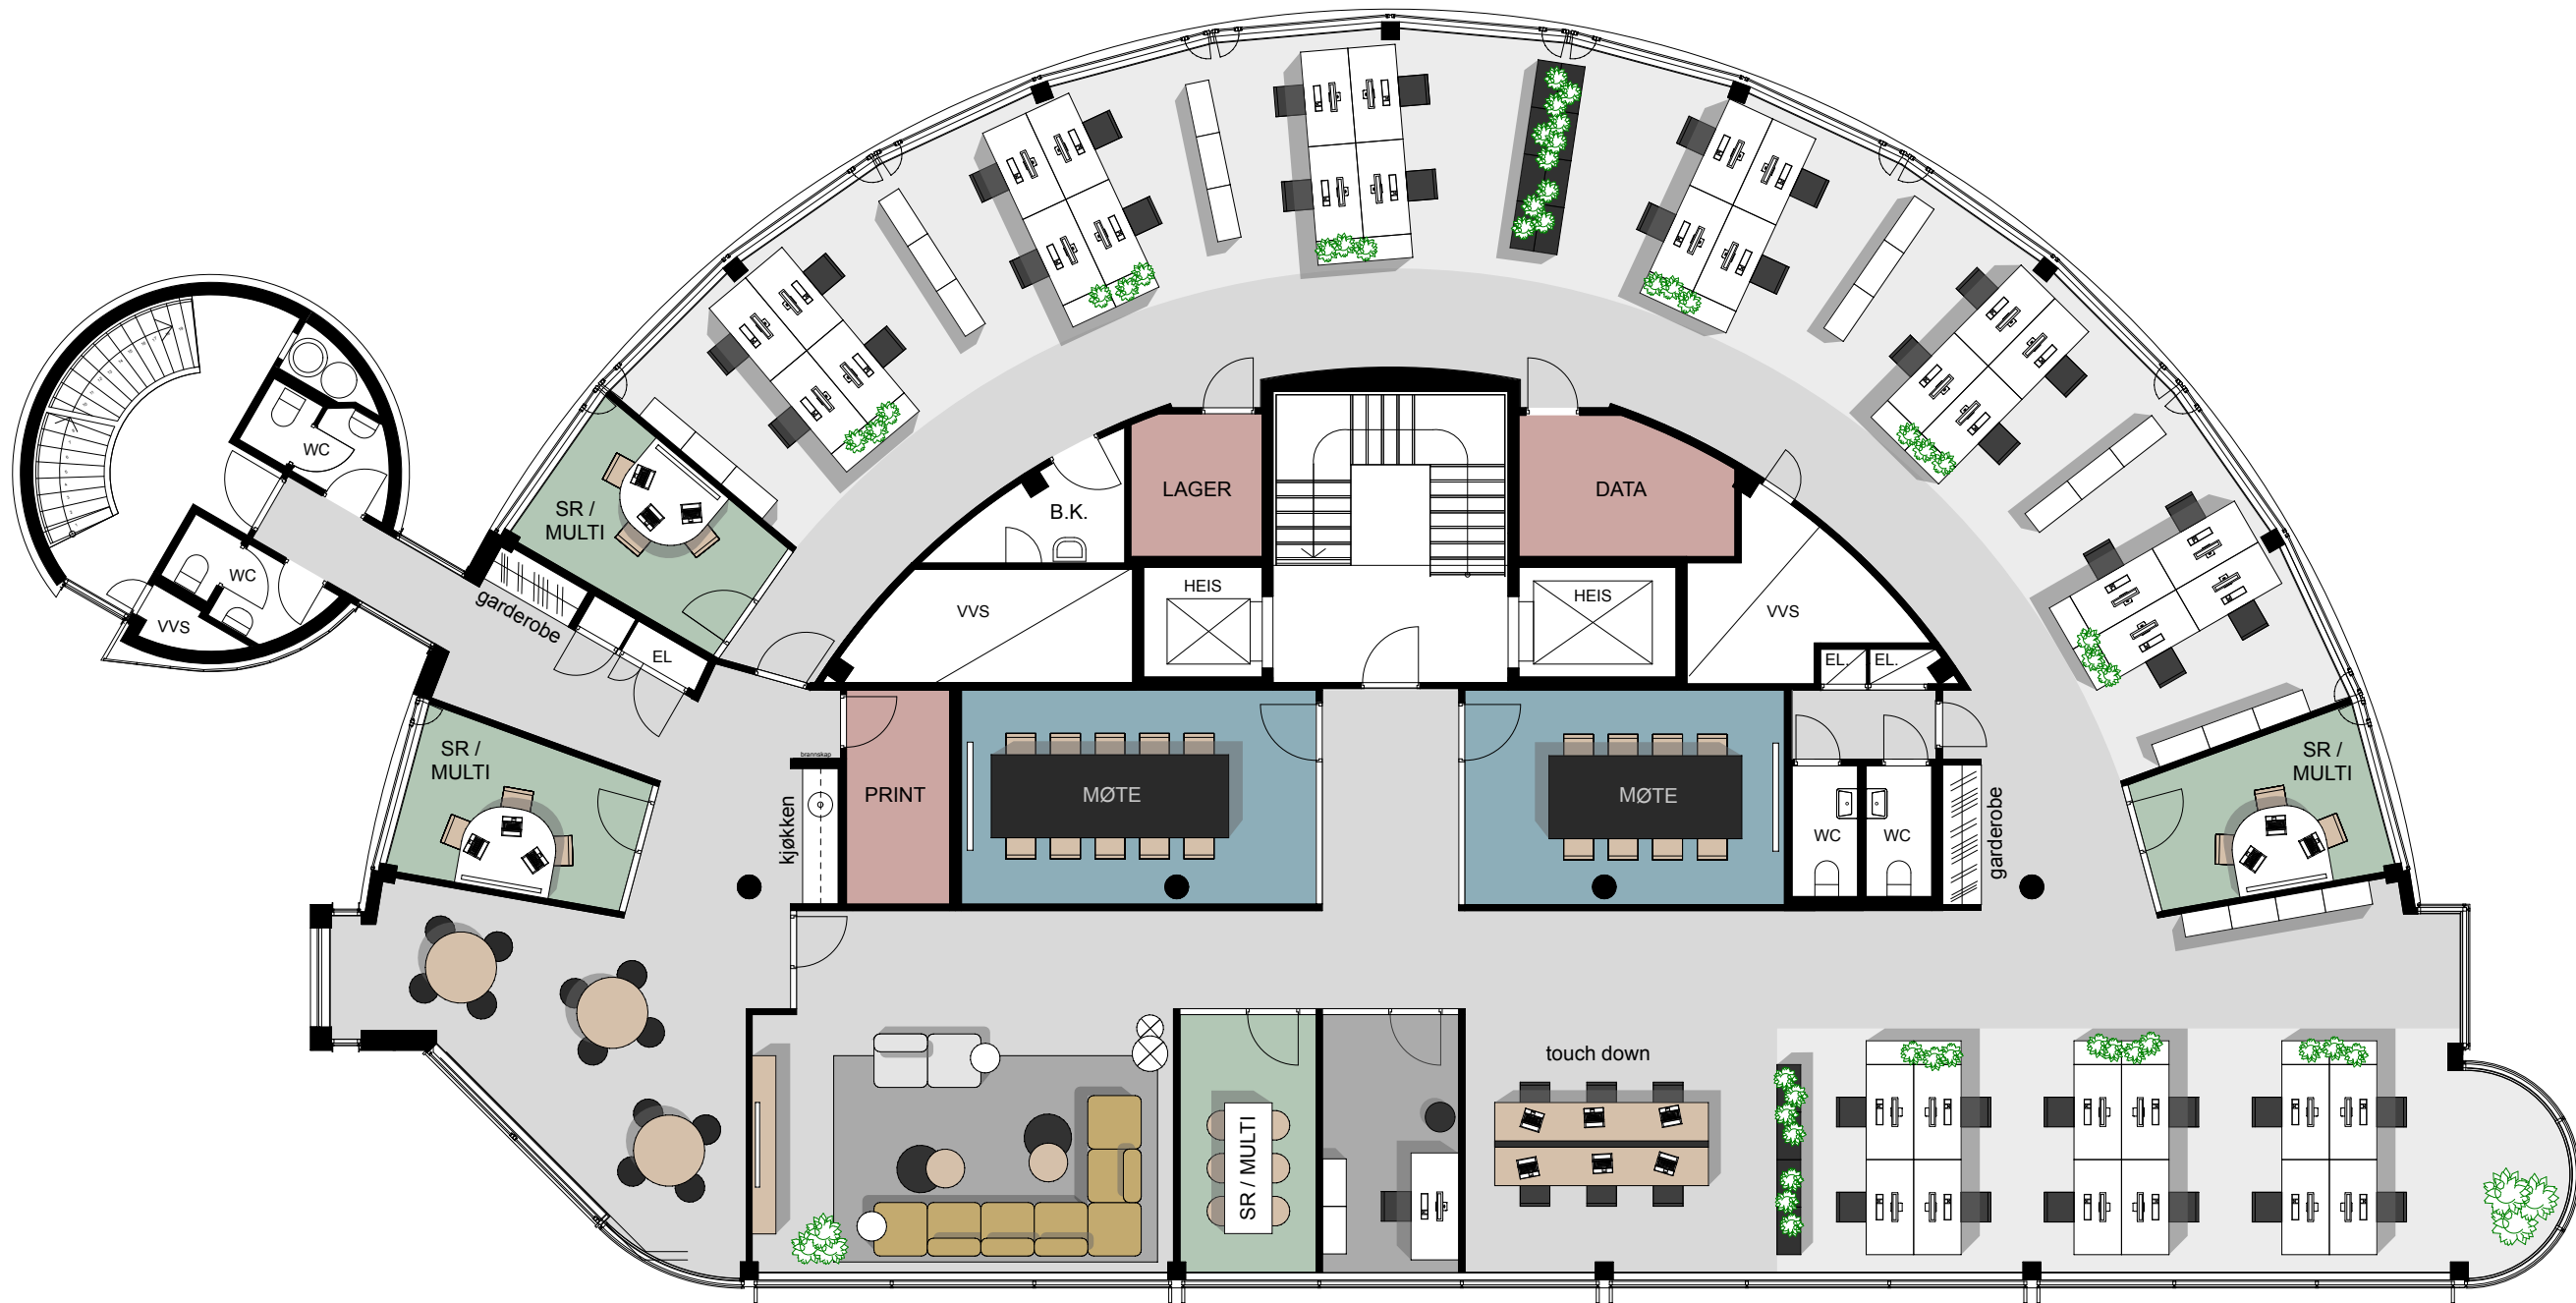 WC
SR /
MULTI
LAGER
DATA
B.K.
WC
HEIS
HEIS
garderobe
VVS
VVS
VVS
EL
EL.
EL.
SR /
MULTI
brannskap
SR /
MULTI
kjøkken
PRINT
MØTE
MØTE
WC
WC
garderobe
touch down
SR / MULTI